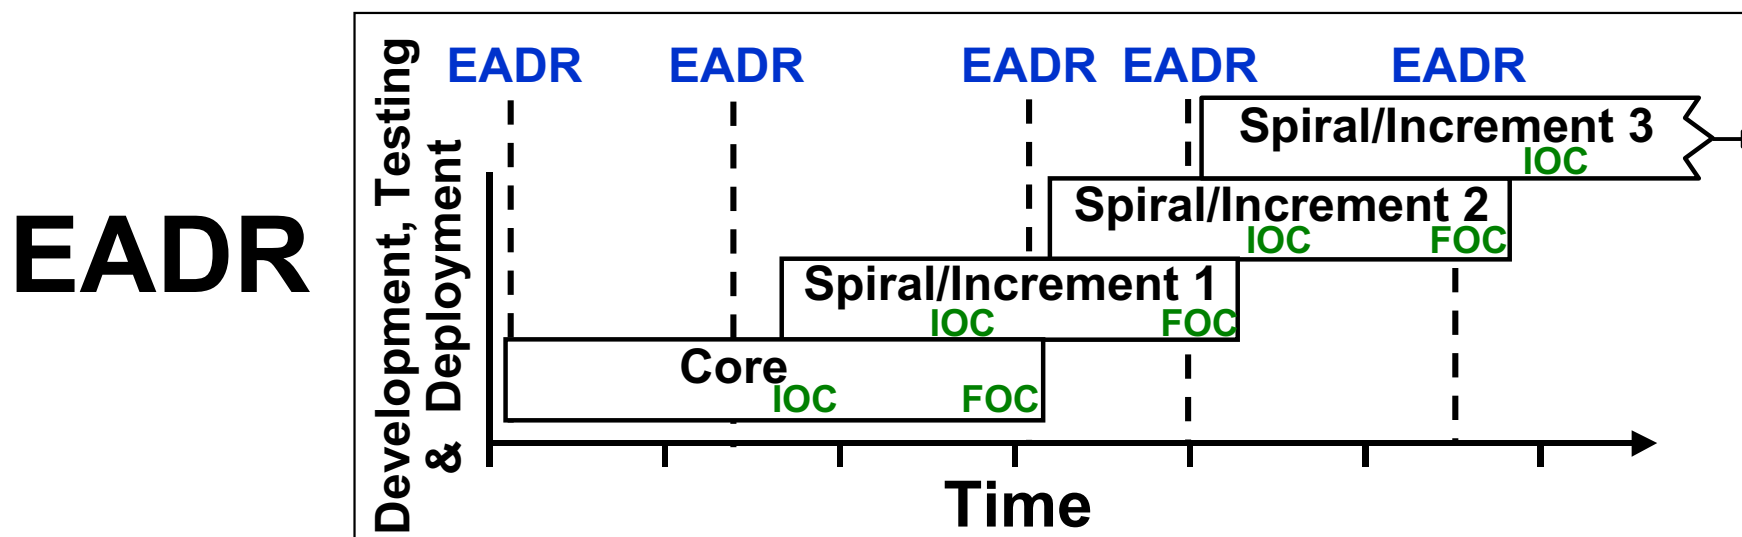 EADR
Development, Testing
& Deployment
EADR EADR EADR EADR EADR
Spiral/Increment 3
IOC
Spiral/Increment 2
IOC FOC
Spiral/Increment 1
IOC FOC
Core
IOC FOC
Time